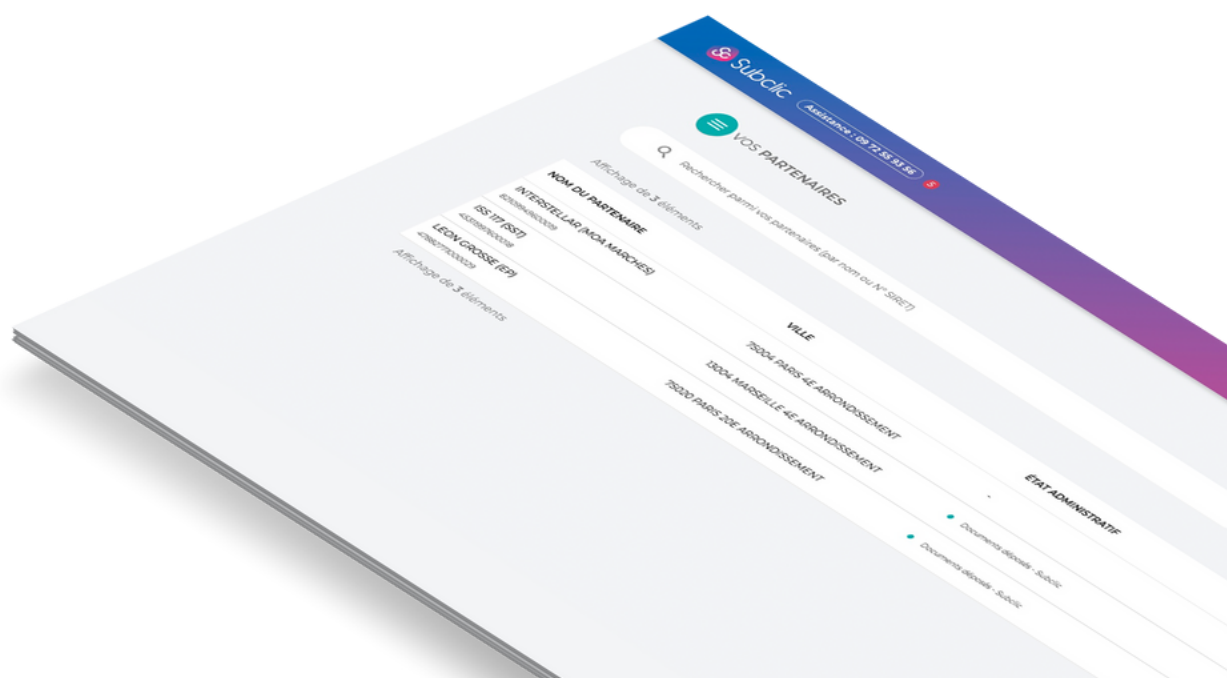 Subclic
Assistance : 09 72 55 93 56
5
VOS PARTENAIRES
Rechercher parmi vos partenaires (par nom ou N° SIRET)
Affichage de 3 éléments
NOM DU PARTENAIRE VILLE ÉTAT ADMINISTRATIF
INTERSTELLAR (MOA MARCHES) 75004 PARIS 4E ARRONDISSEMENT -
ISS 117 (SST) 13004 MARSEILLE 4E ARRONDISSEMENT Documents déposés - Subclic
LEON GROSSE (EP) 75020 PARIS 20E ARRONDISSEMENT Documents déposés - Subclic
Affichage de 3 éléments